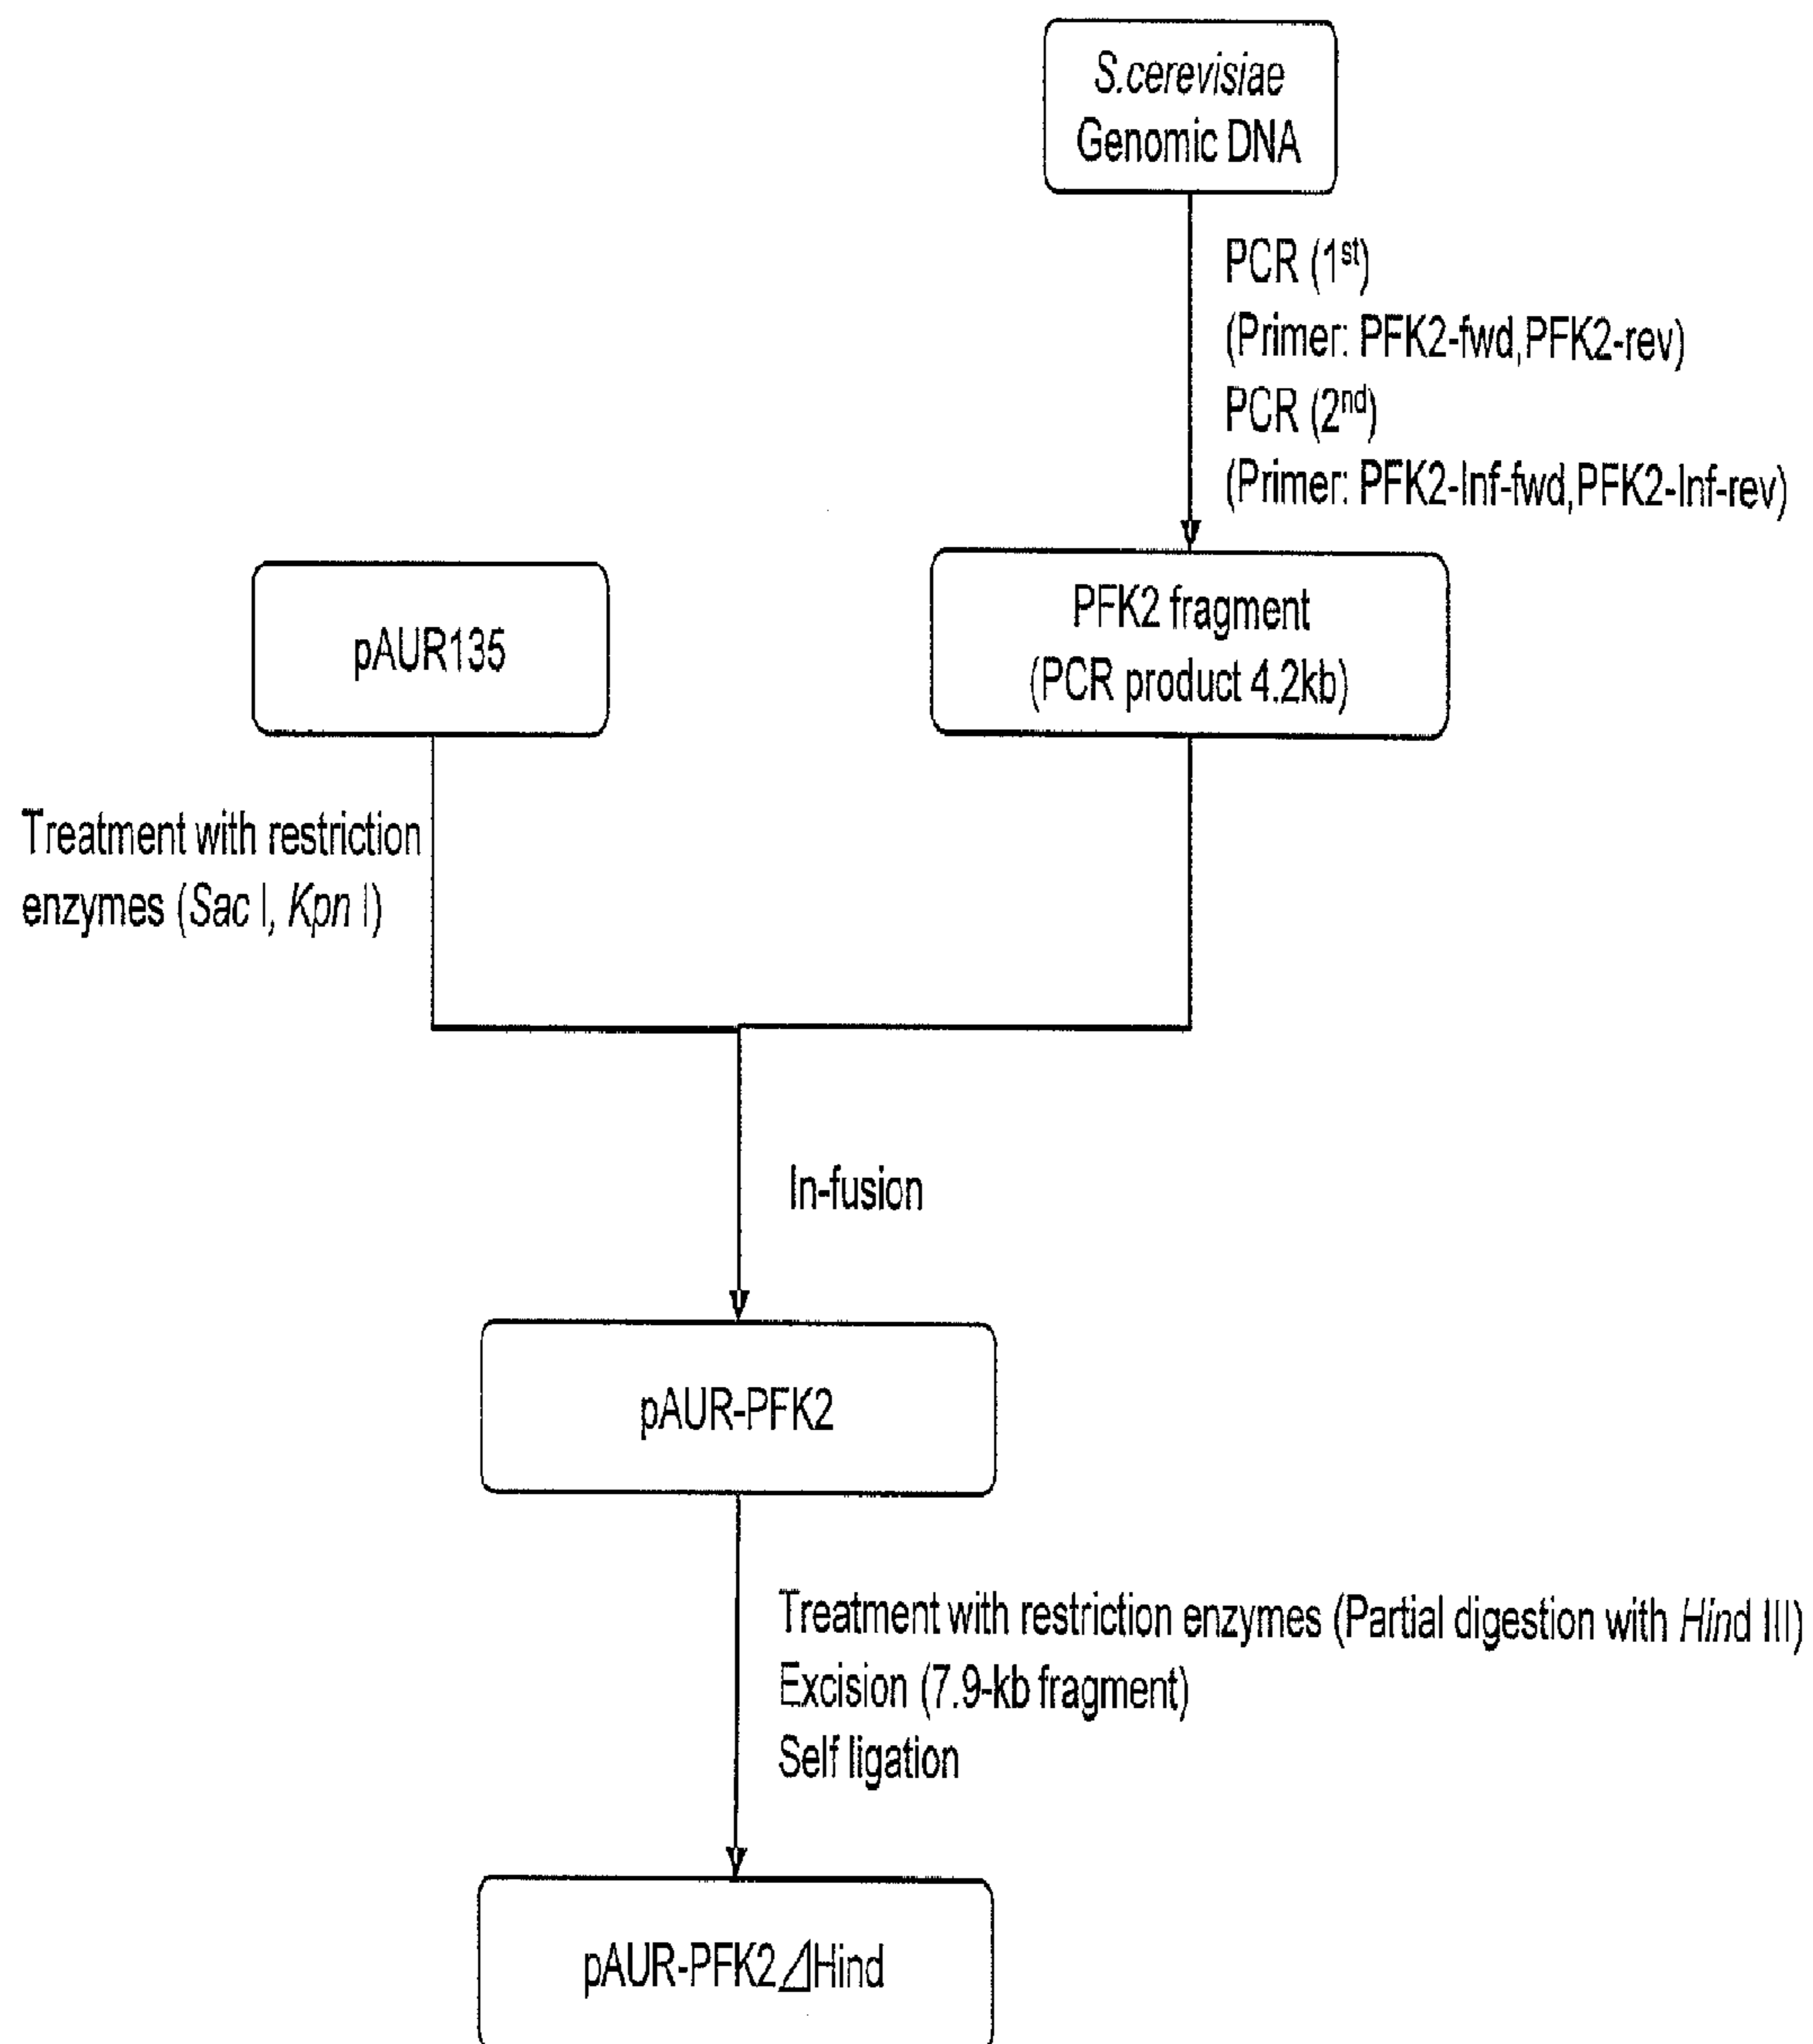 S.cerevisiae
Genomic DNA
PCR (1st)
(Primer: PFK2-fwd,PFK2-rev)
PCR (2nd)
(Primer: PFK2-Inf-fwd,PFK2-Inf-rev)
pAUR135
PFK2 fragment
(PCR product 4.2kb)
Treatment with restriction
enzymes (Sac I, Kpn I)
In-fusion
pAUR-PFK2
Treatment with restriction enzymes (Partial digestion with Hind III)
Excision (7.9-kb fragment)
Self ligation
pAUR-PFK2⊿Hind